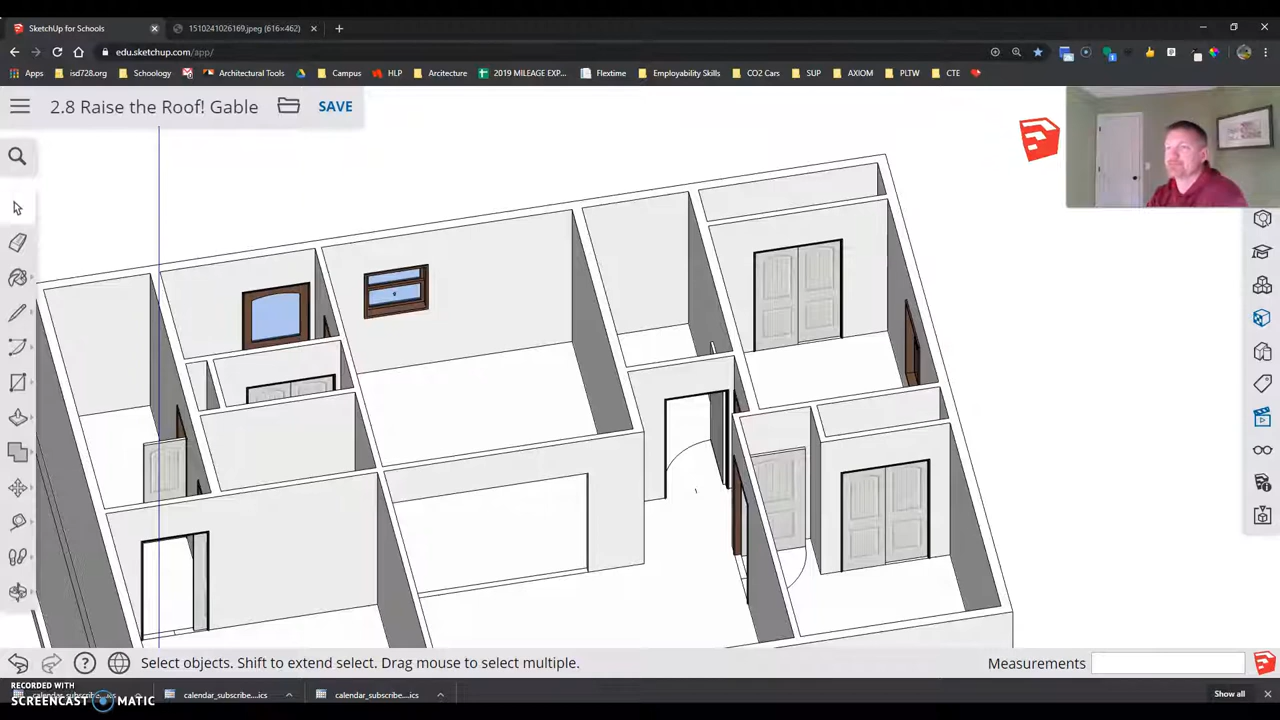 SketchUp for Schools
1510241026169.jpeg (616×462)
edu.sketchup.com/app/
Apps
isd728.org
Schoology
Architectural Tools
Campus
HLP
Arcitecture
2019 MILEAGE EXP...
Flextime
Employability Skills
CO2 Cars
SUP
AXIOM
PLTW
CTE
2.8 Raise the Roof! Gable
SAVE
Select objects. Shift to extend select. Drag mouse to select multiple.
Measurements
RECORDED WITH
SCREENCAST MATIC
calendar_subscribe....ics
calendar_subscribe....ics
calendar_subscribe....ics
Show all